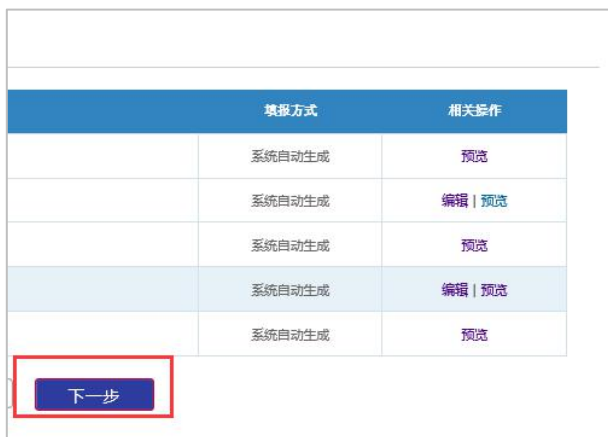 填报方式 相关操作
系统自动生成 预览
系统自动生成 编辑 | 预览
系统自动生成 预览
系统自动生成 编辑 | 预览
系统自动生成 预览
下一步